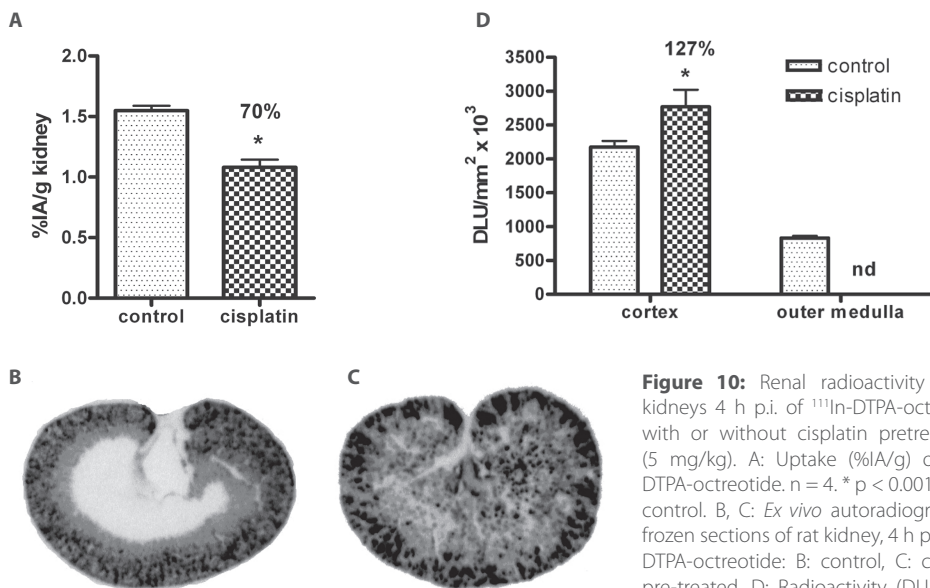 A
2.0
1.5
1.0
0.5
0.0
%IA/g kidney
70%
*
control
cisplatin
D
3500
3000
2500
2000
1500
1000
500
0
DLU/mm² x 10³
127%
*
nd
control
cisplatin
cortex
outer medulla
B
C
Figure 10: Renal radioactivity
kidneys 4 h p.i. of ¹¹¹In-DTPA-oct
with or without cisplatin pretre
(5 mg/kg). A: Uptake (%IA/g) o
DTPA-octreotide. n = 4. * p < 0.001
control. B, C: Ex vivo autoradiogr
frozen sections of rat kidney, 4 h p
DTPA-octreotide: B: control, C: c
pre-treated. D: Radioactivity (DLU